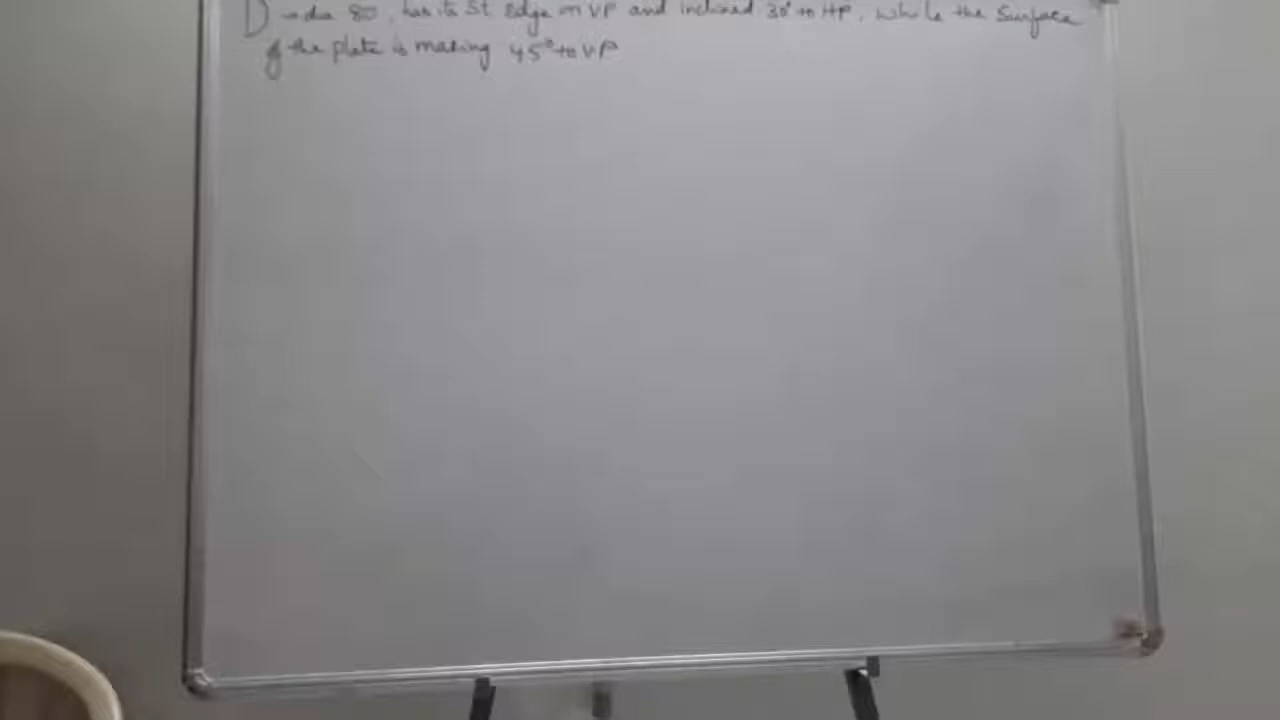 D → dia 80, has its St. edge on VP and inclined 30° to HP, while the Surface
of the plate is making 45° to VP